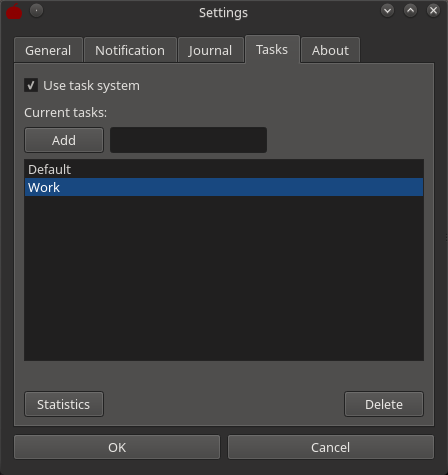 Settings
General Notification Journal Tasks About
Use task system
Current tasks:
Add
Default
Work
Statistics Delete
OK Cancel